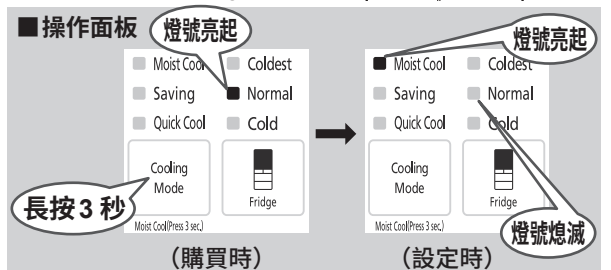 ■操作面板
燈號亮起
Moist Cool
Coldest
Saving
Normal
Quick Cool
Cold
Cooling
Mode
Fridge
長按3秒
Moist Cool(Press 3 sec.)
(購買時)
燈號亮起
Moist Cool
Coldest
Saving
Normal
Quick Cool
Cold
Cooling
Mode
Fridge
燈號熄滅
Moist Cool(Press 3 sec.)
(設定時)